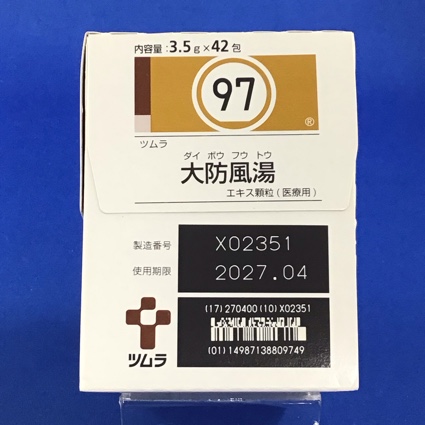 内容量：3.5g×42包
97
®
ツムラ
ダイ ボウ フウ トウ
大防風湯
エキス顆粒(医療用)
製造番号 X02351
使用期限 2027.04
(17)270400(10)X02351
(01)14987138809749
ツムラ